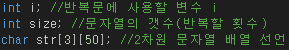 int i; //반복문에 사용할 변수 i
int size; //문자열의 갯수(반복할 횟수)
char str[3][50]; //2차원 문자열 배열 선언